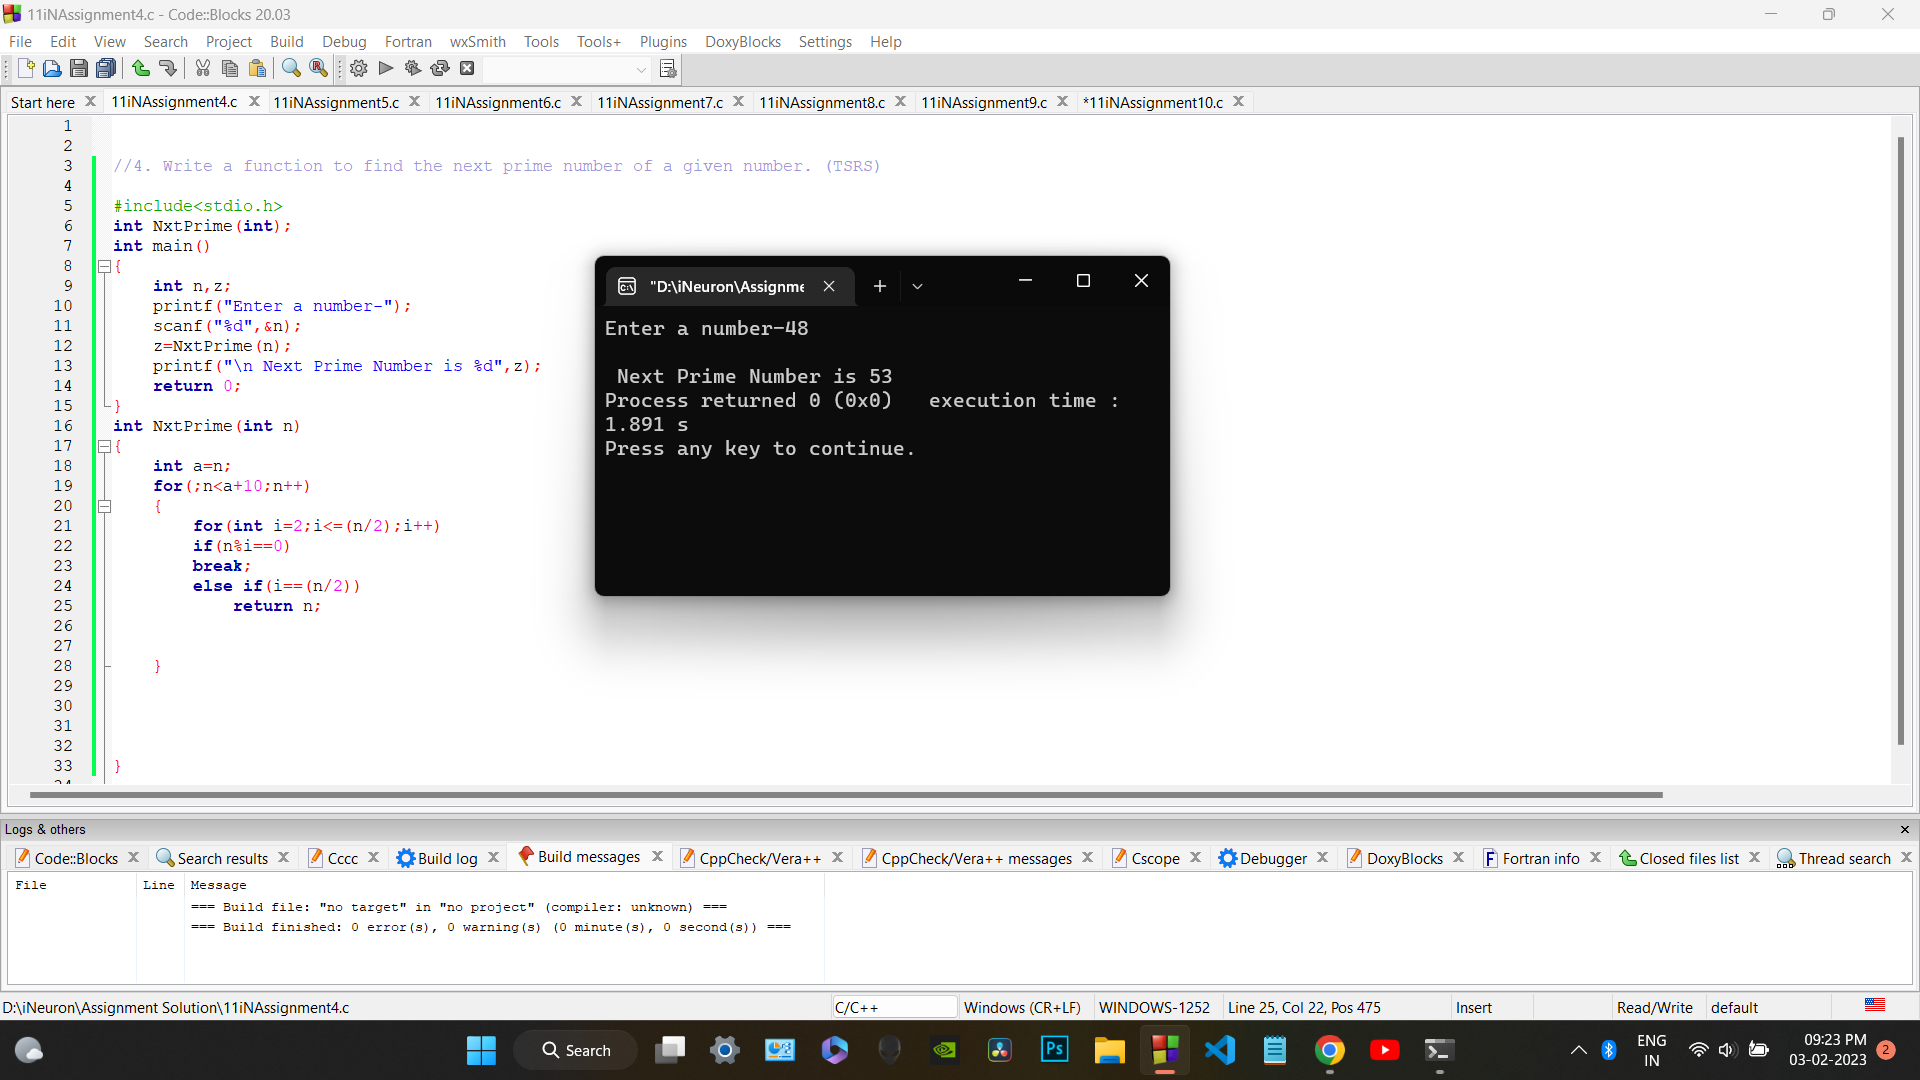 11iNAssignment4.c - Code::Blocks 20.03
File Edit View Search Project Build Debug Fortran wxSmith Tools Tools+ Plugins DoxyBlocks Settings Help
Start here 11iNAssignment4.c 11iNAssignment5.c 11iNAssignment6.c 11iNAssignment7.c 11iNAssignment8.c 11iNAssignment9.c *11iNAssignment10.c
1
2
3 //4. Write a function to find the next prime number of a given number. (TSRS)
4
5 #include<stdio.h>
6 int NxtPrime(int);
7 int main()
8 {
9 int n,z;
10 printf("Enter a number-");
11 scanf("%d",&n);
12 z=NxtPrime(n);
13 printf("\n Next Prime Number is %d",z);
14 return 0;
15 }
16 int NxtPrime(int n)
17 {
18 int a=n;
19 for(;n<a+10;n++)
20 {
21 for(int i=2;i<=(n/2);i++)
22 if(n%i==0)
23 break;
24 else if(i==(n/2))
25 return n;
26
27
28 }
29
30
31
32
33 }
"D:\iNeuron\Assignme
Enter a number-48
Next Prime Number is 53
Process returned 0 (0x0) execution time :
1.891 s
Press any key to continue.
Logs & others
Code::Blocks Search results Cccc Build log Build messages CppCheck/Vera++ CppCheck/Vera++ messages Cscope Debugger DoxyBlocks Fortran info Closed files list Thread search
File Line Message
=== Build file: "no target" in "no project" (compiler: unknown) ===
=== Build finished: 0 error(s), 0 warning(s) (0 minute(s), 0 second(s)) ===
D:\iNeuron\Assignment Solution\11iNAssignment4.c C/C++ Windows (CR+LF) WINDOWS-1252 Line 25, Col 22, Pos 475 Insert Read/Write default
Search
Ps
ENG
IN
09:23 PM
03-02-2023
2